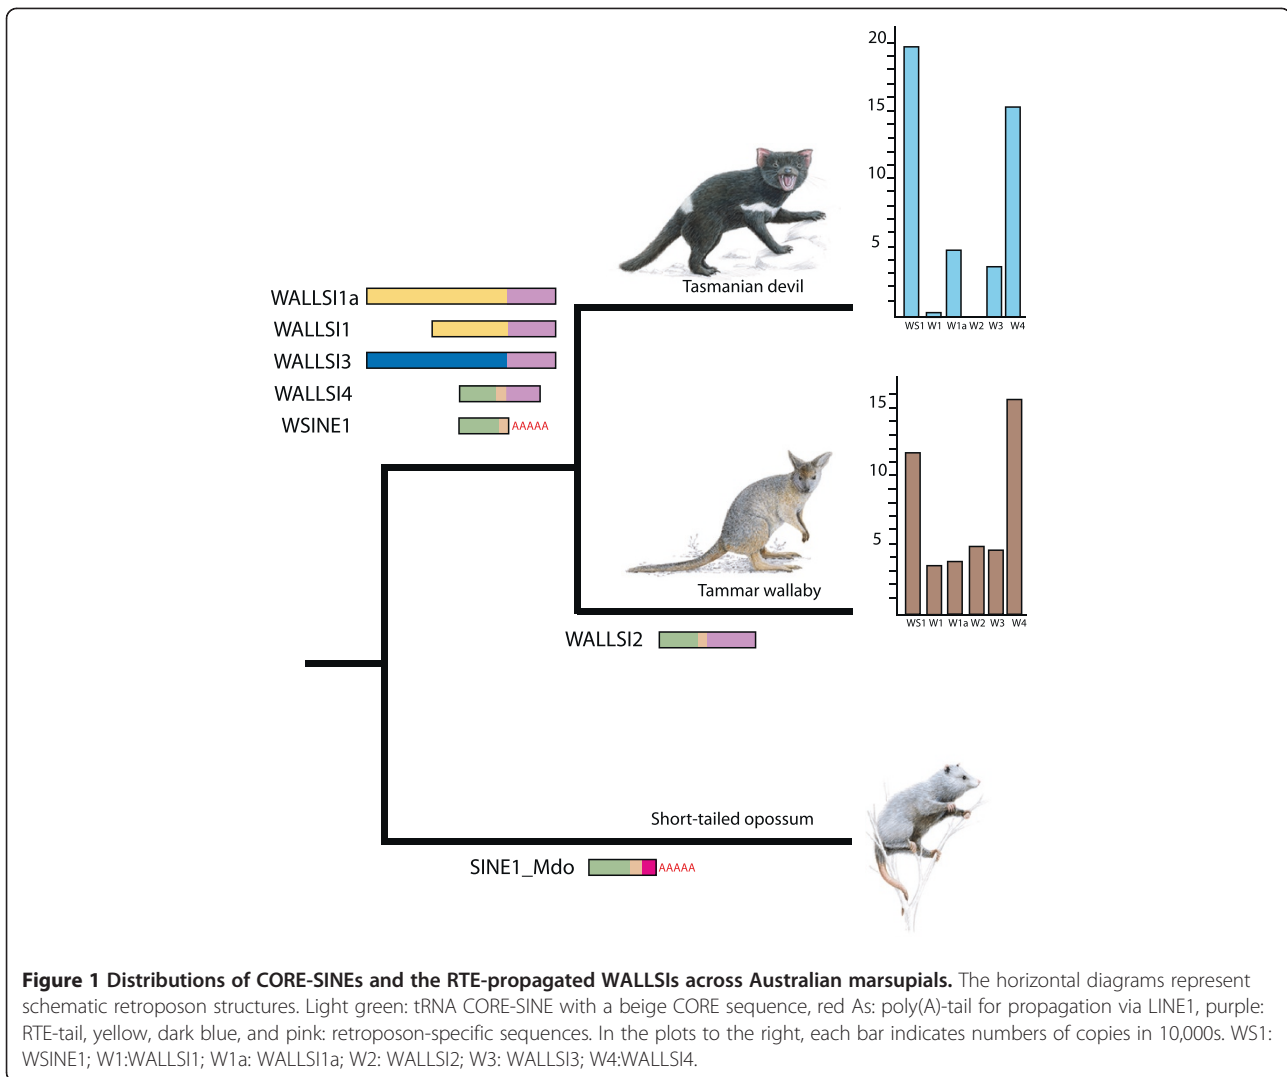 20
15
10
5
WS1 W1 W1a W2 W3 W4
Tasmanian devil
WALLSI1a
WALLSI1
WALLSI3
WALLSI4
WSINE1 AAAAA
15
10
5
WS1 W1 W1a W2 W3 W4
Tammar wallaby
WALLSI2
Short-tailed opossum
SINE1_Mdo AAAAA
Figure 1 Distributions of CORE-SINEs and the RTE-propagated WALLSIs across Australian marsupials. The horizontal diagrams represent
schematic retroposon structures. Light green: tRNA CORE-SINE with a beige CORE sequence, red As: poly(A)-tail for propagation via LINE1, purple:
RTE-tail, yellow, dark blue, and pink: retroposon-specific sequences. In the plots to the right, each bar indicates numbers of copies in 10,000s. WS1:
WSINE1; W1:WALLSI1; W1a: WALLSI1a; W2: WALLSI2; W3: WALLSI3; W4:WALLSI4.